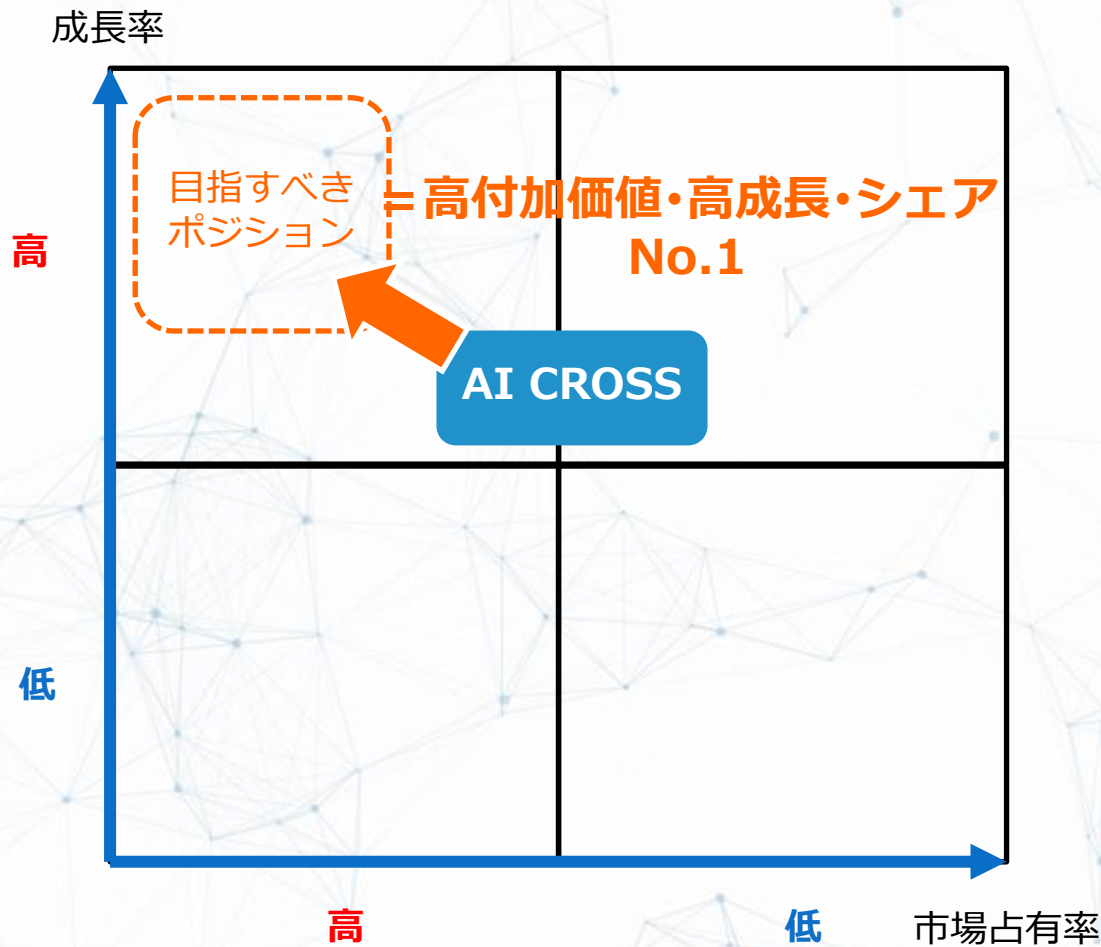 成長率
目指すべき
ポジション
=高付加価値・高成長・シェア
No.1
高
AI CROSS
低
高
低
市場占有率